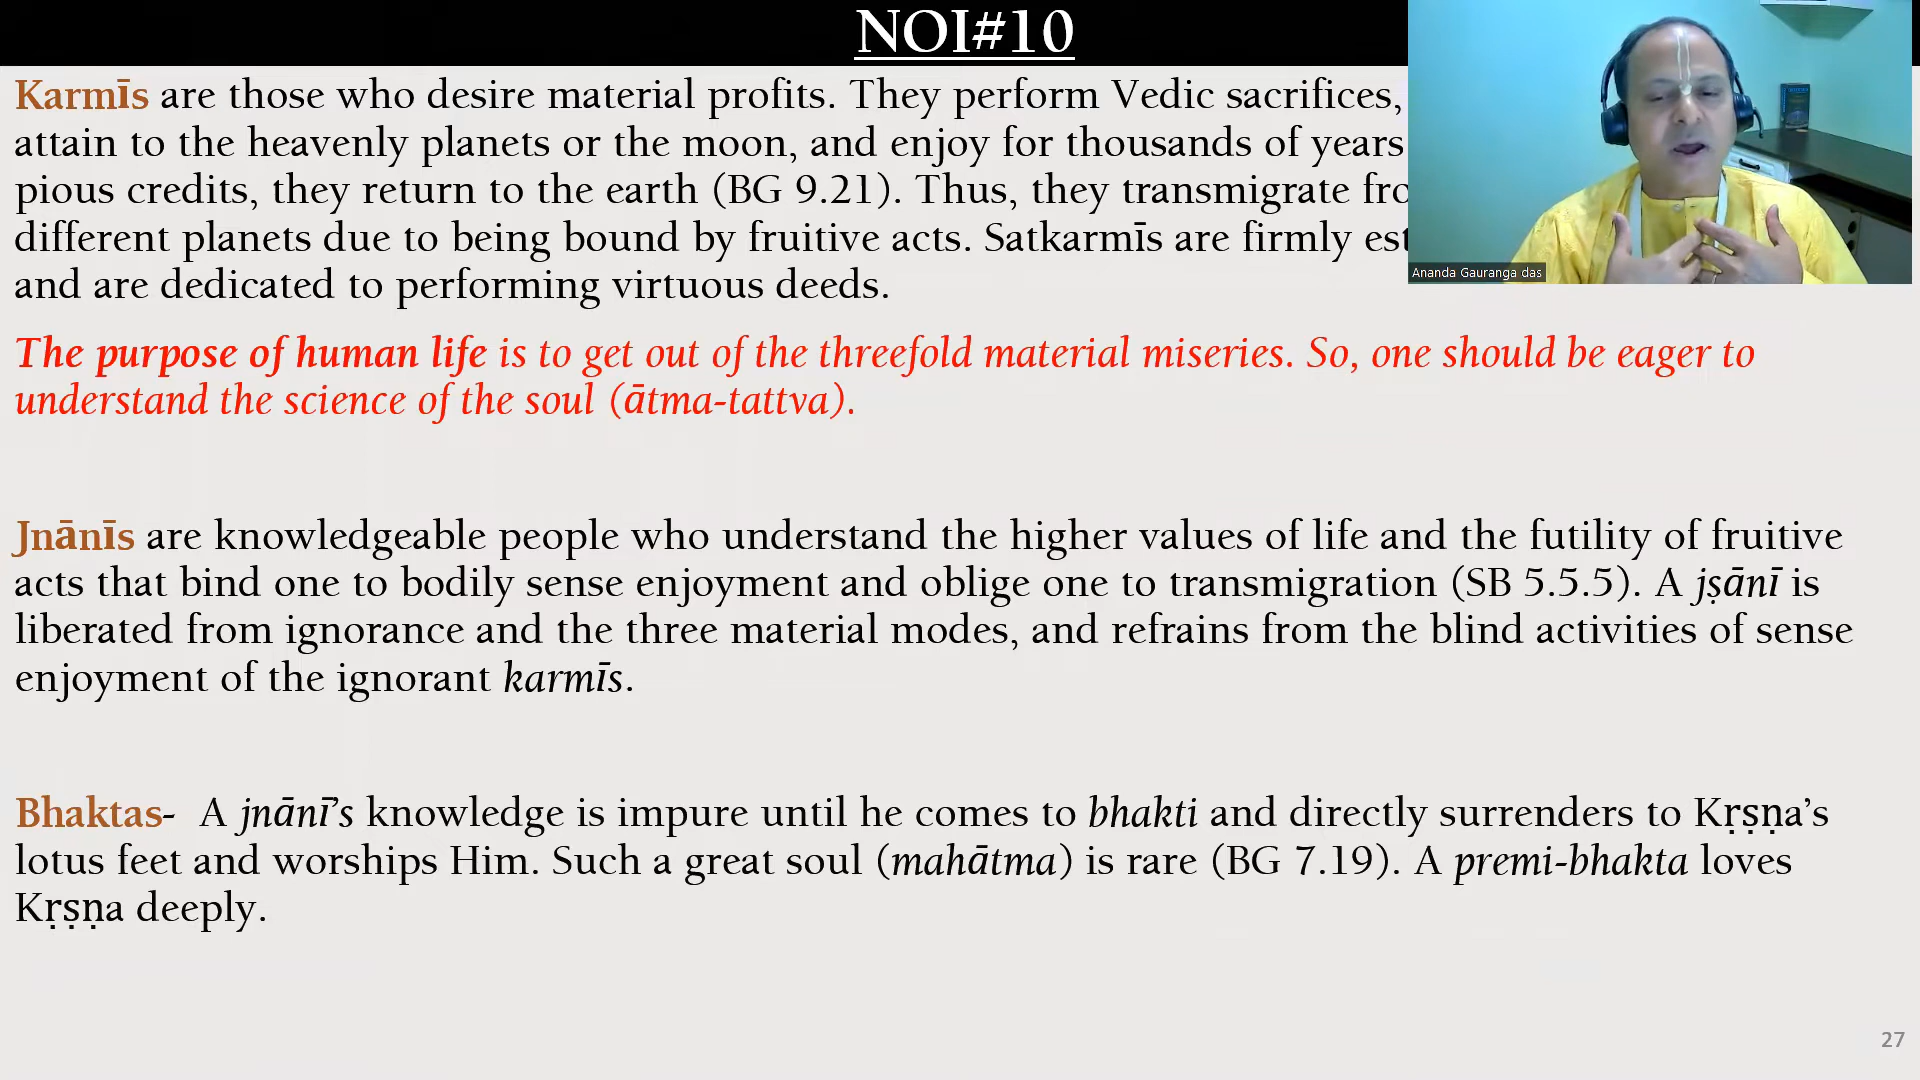 NOI#10
Karmīs are those who desire material profits. They perform Vedic sacrifices,
attain to the heavenly planets or the moon, and enjoy for thousands of years
pious credits, they return to the earth (BG 9.21). Thus, they transmigrate
different planets due to being bound by fruitive acts. Satkarmīs are firmly
and are dedicated to performing virtuous deeds.
Ananda Gauranga das
The purpose of human life is to get out of the threefold material miseries. So, one should be eager to
understand the science of the soul (ātma-tattva).
Jnānīs are knowledgeable people who understand the higher values of life and the futility of fruitive
acts that bind one to bodily sense enjoyment and oblige one to transmigration (SB 5.5.5). A jṣānī is
liberated from ignorance and the three material modes, and refrains from the blind activities of sense
enjoyment of the ignorant karmīs.
Bhaktas- A jnānī’s knowledge is impure until he comes to bhakti and directly surrenders to Kṛṣṇa’s
lotus feet and worships Him. Such a great soul (mahātma) is rare (BG 7.19). A premi-bhakta loves
Kṛṣṇa deeply.
27